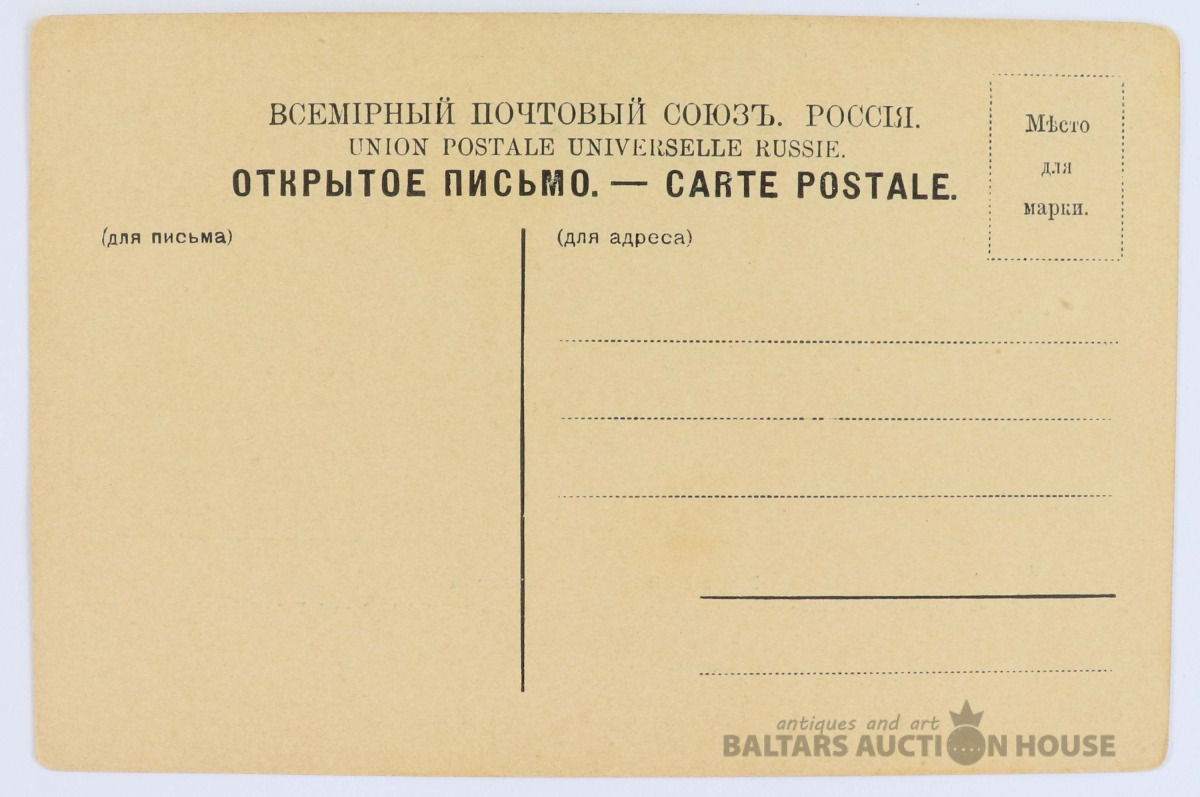 ВСЕМІРНЫЙ ПОЧТОВЫЙ СОЮЗЪ. РОССІЯ.
UNION POSTALE UNIVERSELLE RUSSIE.
ОТКРЫТОЕ ПИСЬМО. — CARTE POSTALE.
Мѣсто
для
марки.
(для письма)
(для адреса)
antiques and art
BALTARS AUCTION HOUSE